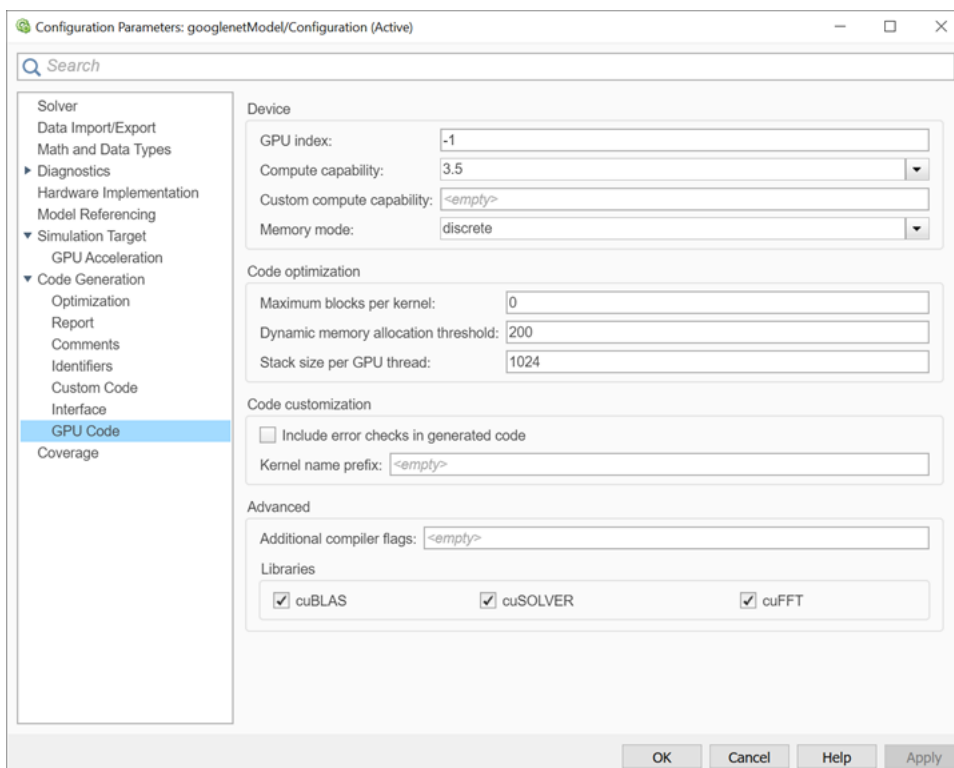 Configuration Parameters: googlenetModel/Configuration (Active)
Search
Solver
Data Import/Export
Math and Data Types
Diagnostics
Hardware Implementation
Model Referencing
Simulation Target
GPU Acceleration
Code Generation
Optimization
Report
Comments
Identifiers
Custom Code
Interface
GPU Code
Coverage
Device
GPU index: -1
Compute capability: 3.5
Custom compute capability: <empty>
Memory mode: discrete
Code optimization
Maximum blocks per kernel: 0
Dynamic memory allocation threshold: 200
Stack size per GPU thread: 1024
Code customization
Include error checks in generated code
Kernel name prefix: <empty>
Advanced
Additional compiler flags: <empty>
Libraries
cuBLAS cuSOLVER cuFFT
OK Cancel Help Apply